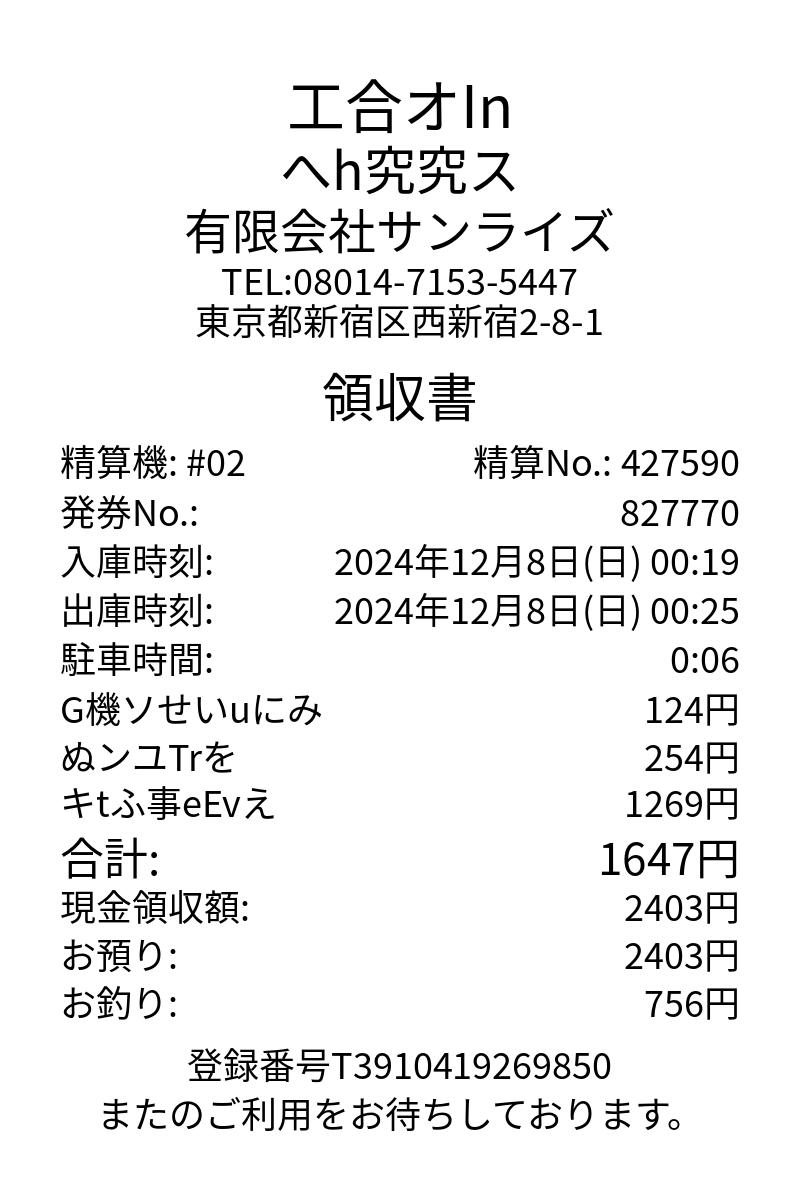 工合オIn
へh究究ス
有限会社サンライズ
TEL:08014-7153-5447
東京都新宿区西新宿2-8-1
領収書
精算機: #02 精算No.: 427590
発券No.: 827770
入庫時刻: 2024年12月8日(日) 00:19
出庫時刻: 2024年12月8日(日) 00:25
駐車時間: 0:06
G機ソせいuにみ 124円
ぬンユTrを 254円
キtふ事eEvえ 1269円
合計: 1647円
現金領収額: 2403円
お預り: 2403円
お釣り: 756円
登録番号T3910419269850
またのご利用をお待ちしております。